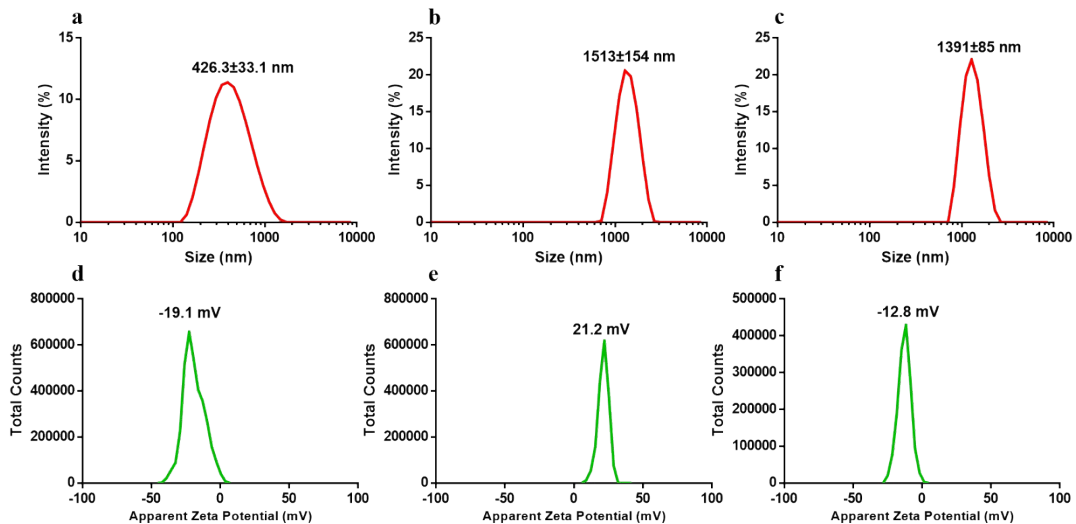 a
15
426.3±33.1 nm
10
5
0
Intensity (%)
10 100 1000 10000
Size (nm)
b
25
1513±154 nm
20
15
10
5
0
Intensity (%)
10 100 1000 10000
Size (nm)
c
25
1391±85 nm
20
15
10
5
0
Intensity (%)
10 100 1000 10000
Size (nm)
d
800000
-19.1 mV
600000
400000
200000
0
Total Counts
-100 -50 0 50 100
Apparent Zeta Potential (mV)
e
800000
21.2 mV
600000
400000
200000
0
Total Counts
-100 -50 0 50 100
Apparent Zeta Potential (mV)
f
500000
-12.8 mV
400000
300000
200000
100000
0
Total Counts
-100 -50 0 50 100
Apparent Zeta Potential (mV)